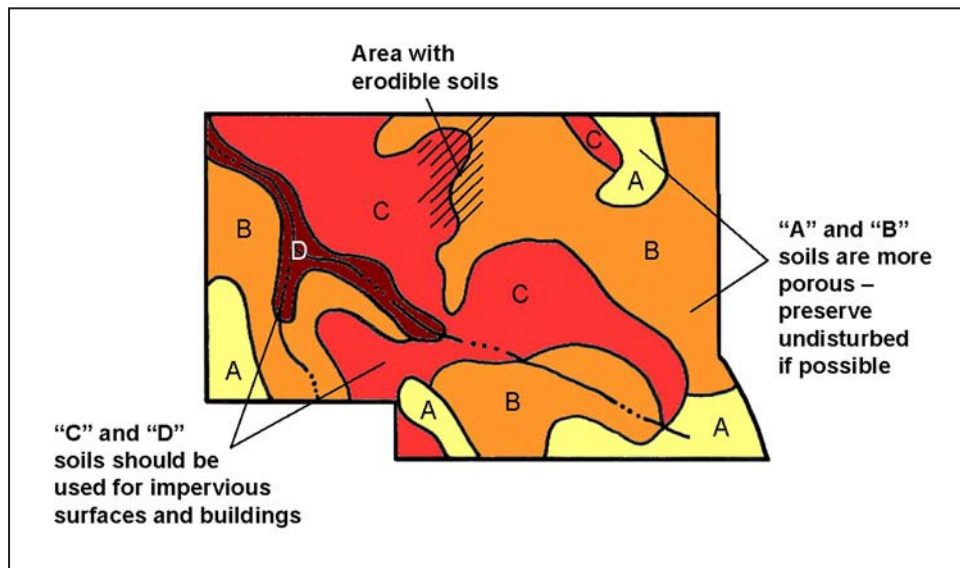 Area with
erodible soils
C
A
B
C
D
B
C
“A” and “B”
soils are more
porous –
preserve
undisturbed
if possible
A
A
B
A
“C” and “D”
soils should be
used for impervious
surfaces and buildings